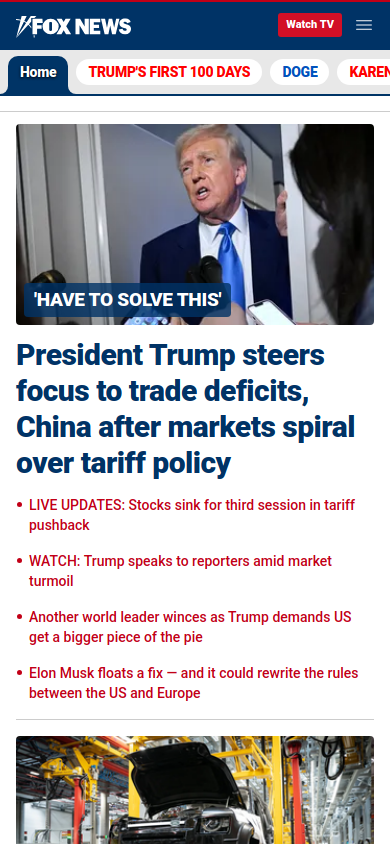 FOX NEWS
Watch TV
Home
TRUMP'S FIRST 100 DAYS
DOGE
KAREN
'HAVE TO SOLVE THIS'
President Trump steers
focus to trade deficits,
China after markets spiral
over tariff policy
• LIVE UPDATES: Stocks sink for third session in tariff
pushback
• WATCH: Trump speaks to reporters amid market
turmoil
• Another world leader winces as Trump demands US
get a bigger piece of the pie
• Elon Musk floats a fix — and it could rewrite the rules
between the US and Europe